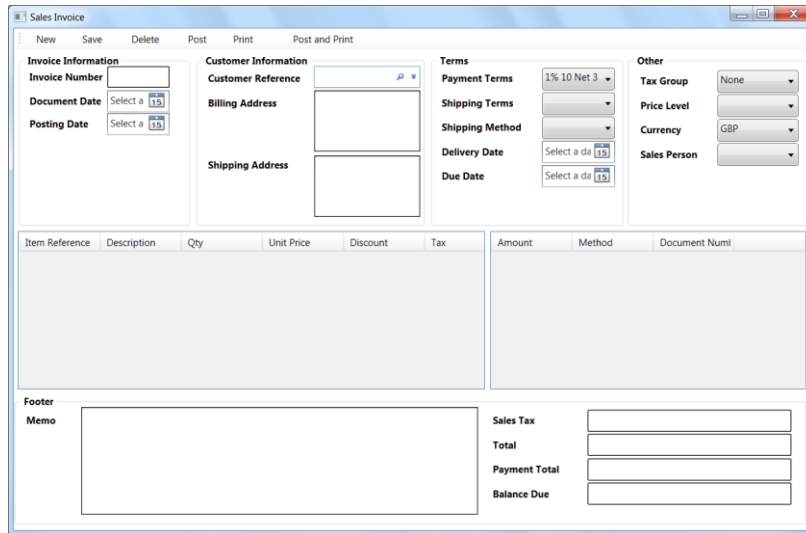 Sales Invoice
New Save Delete Post Print Post and Print
Invoice Information
Invoice Number
Document Date Select a 15
Posting Date Select a 15
Customer Information
Customer Reference
Billing Address
Shipping Address
Terms
Payment Terms 1% 10 Net 3
Shipping Terms
Shipping Method
Delivery Date Select a da 15
Due Date Select a da 15
Other
Tax Group None
Price Level
Currency GBP
Sales Person
Item Reference Description Qty Unit Price Discount Tax
Amount Method Document Numl
Footer
Memo
Sales Tax
Total
Payment Total
Balance Due